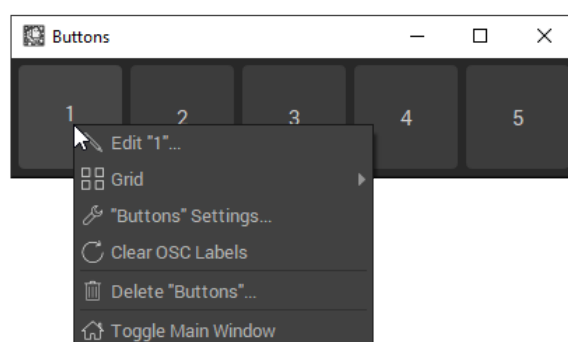 Buttons
1 2 3 4 5
Edit "1"...
Grid
"Buttons" Settings...
Clear OSC Labels
Delete "Buttons"...
Toggle Main Window